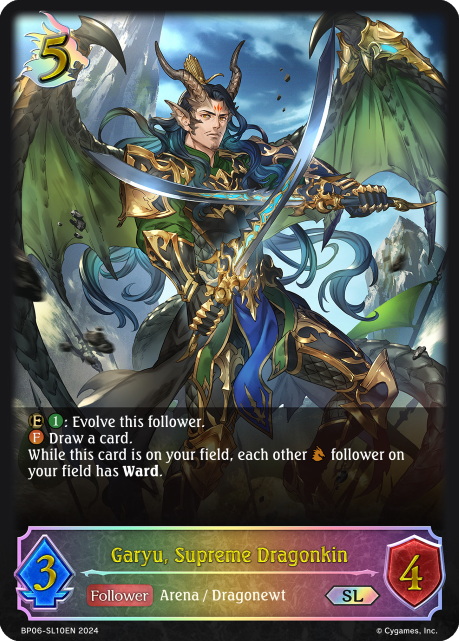 5
E 1: Evolve this follower.
F Draw a card.
While this card is on your field, each other follower on
your field has Ward.
Garyu, Supreme Dragonkin
3
Follower Arena / Dragonewt SL
4
BP06-SL10EN 2024 © Cygames, Inc.